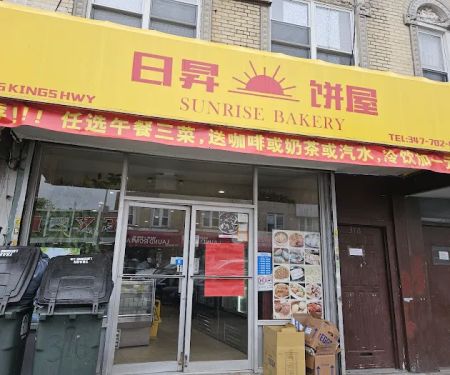 日昇 饼屋
SUNRISE BAKERY
KINGS HWY
TEL:347-702-
!!! 任选午餐三菜,送咖啡或奶茶或汽水,冷饮加一